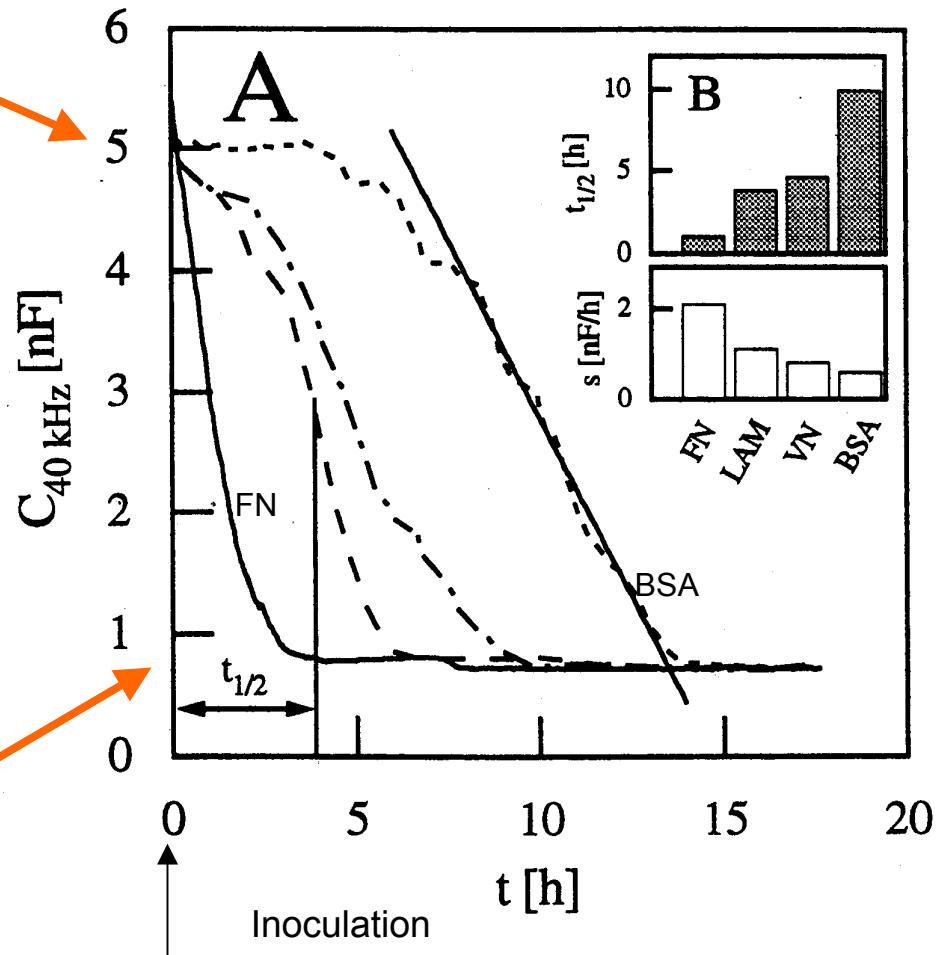 A
6
5
4
3
2
1
0
C40 kHz [nF]
FN
BSA
t1/2
0
5
10
15
20
t [h]
Inoculation
B
10
5
0
t1/2 [h]
2
0
s [nF/h]
FN
LAM
VN
BSA